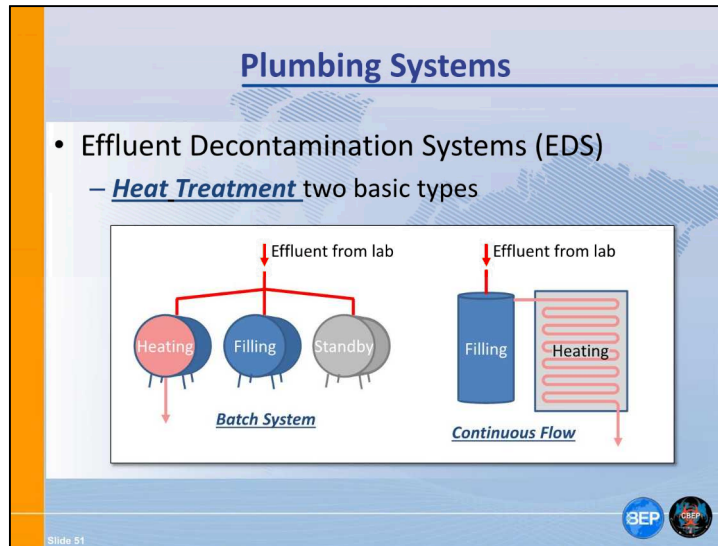 Plumbing Systems
• Effluent Decontamination Systems (EDS)
– Heat Treatment two basic types
Effluent from lab
Effluent from lab
Heating
Filling
Standby
Filling
Heating
Batch System
Continuous Flow
BEP
CBEP
Slide 51